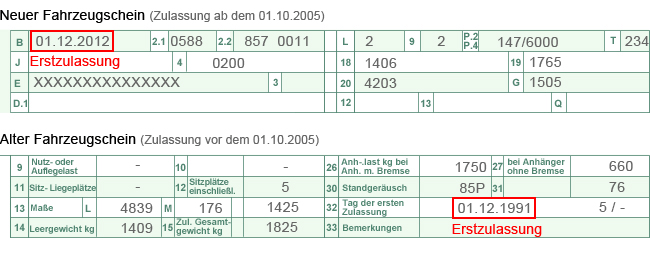 Neuer Fahrzeugschein (Zulassung ab dem 01.10.2005)
B 01.12.2012 2.1 0588 2.2 857 0011 L 2 9 2 P.2 P.4 147/6000 T 234
J Erstzulassung 4 0200 18 1406 19 1765
E XXXXXXXXXXXXXXX 3 20 4203 G 1505
D.1 12 13 Q
Alter Fahrzeugschein (Zulassung vor dem 01.10.2005)
9 Nutz- oder Aufliegelast - 10 - 26 Anh.-last kg bei Anh. m. Bremse 1750 27 bei Anhänger ohne Bremse 660
11 Sitz- Liegeplätze - 12 Sitzplätze einschließl. 5 30 Standgeräusch 85P 31 76
13 Maße L 4839 M 176 1425 32 Tag der ersten Zulassung 01.12.1991 5 / -
14 Leergewicht kg 1409 15 Zul. Gesamt- gewicht kg 1825 33 Bemerkungen Erstzulassung